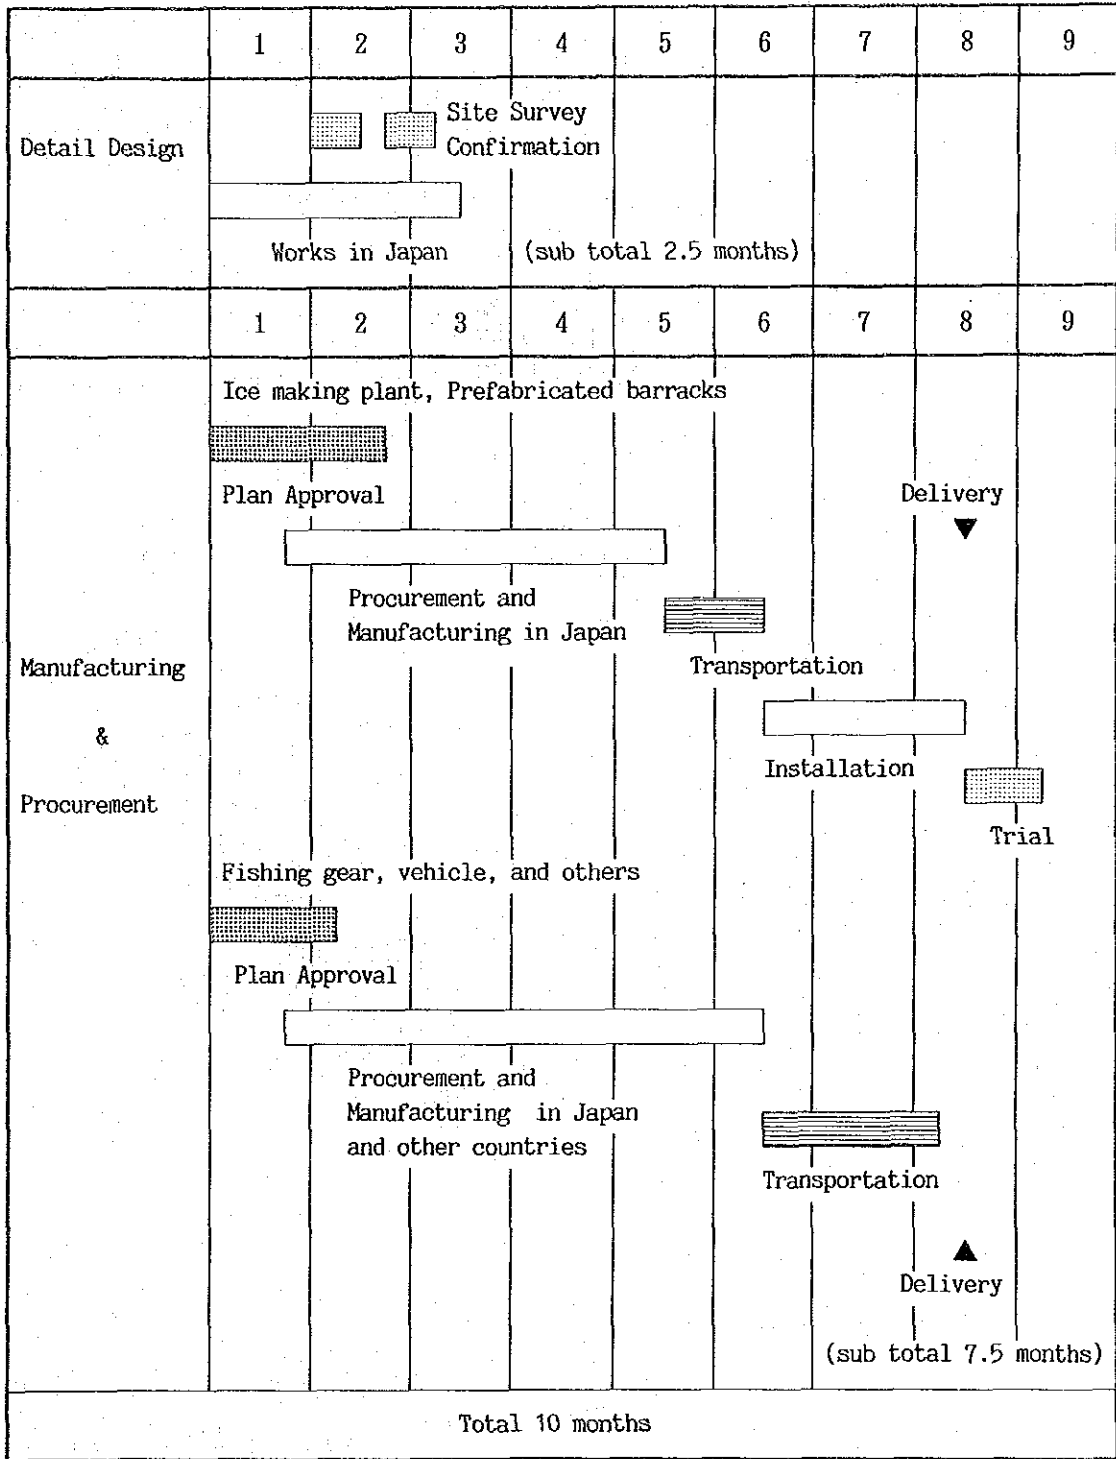 1 2 3 4 5 6 7 8 9
Site Survey
Confirmation
Detail Design
Works in Japan (sub total 2.5 months)
1 2 3 4 5 6 7 8 9
Ice making plant, Prefabricated barracks
Plan Approval
Delivery
Procurement and
Manufacturing in Japan
Transportation
Manufacturing
&
Procurement
Installation
Trial
Fishing gear, vehicle, and others
Plan Approval
Procurement and
Manufacturing in Japan
and other countries
Transportation
Delivery
(sub total 7.5 months)
Total 10 months